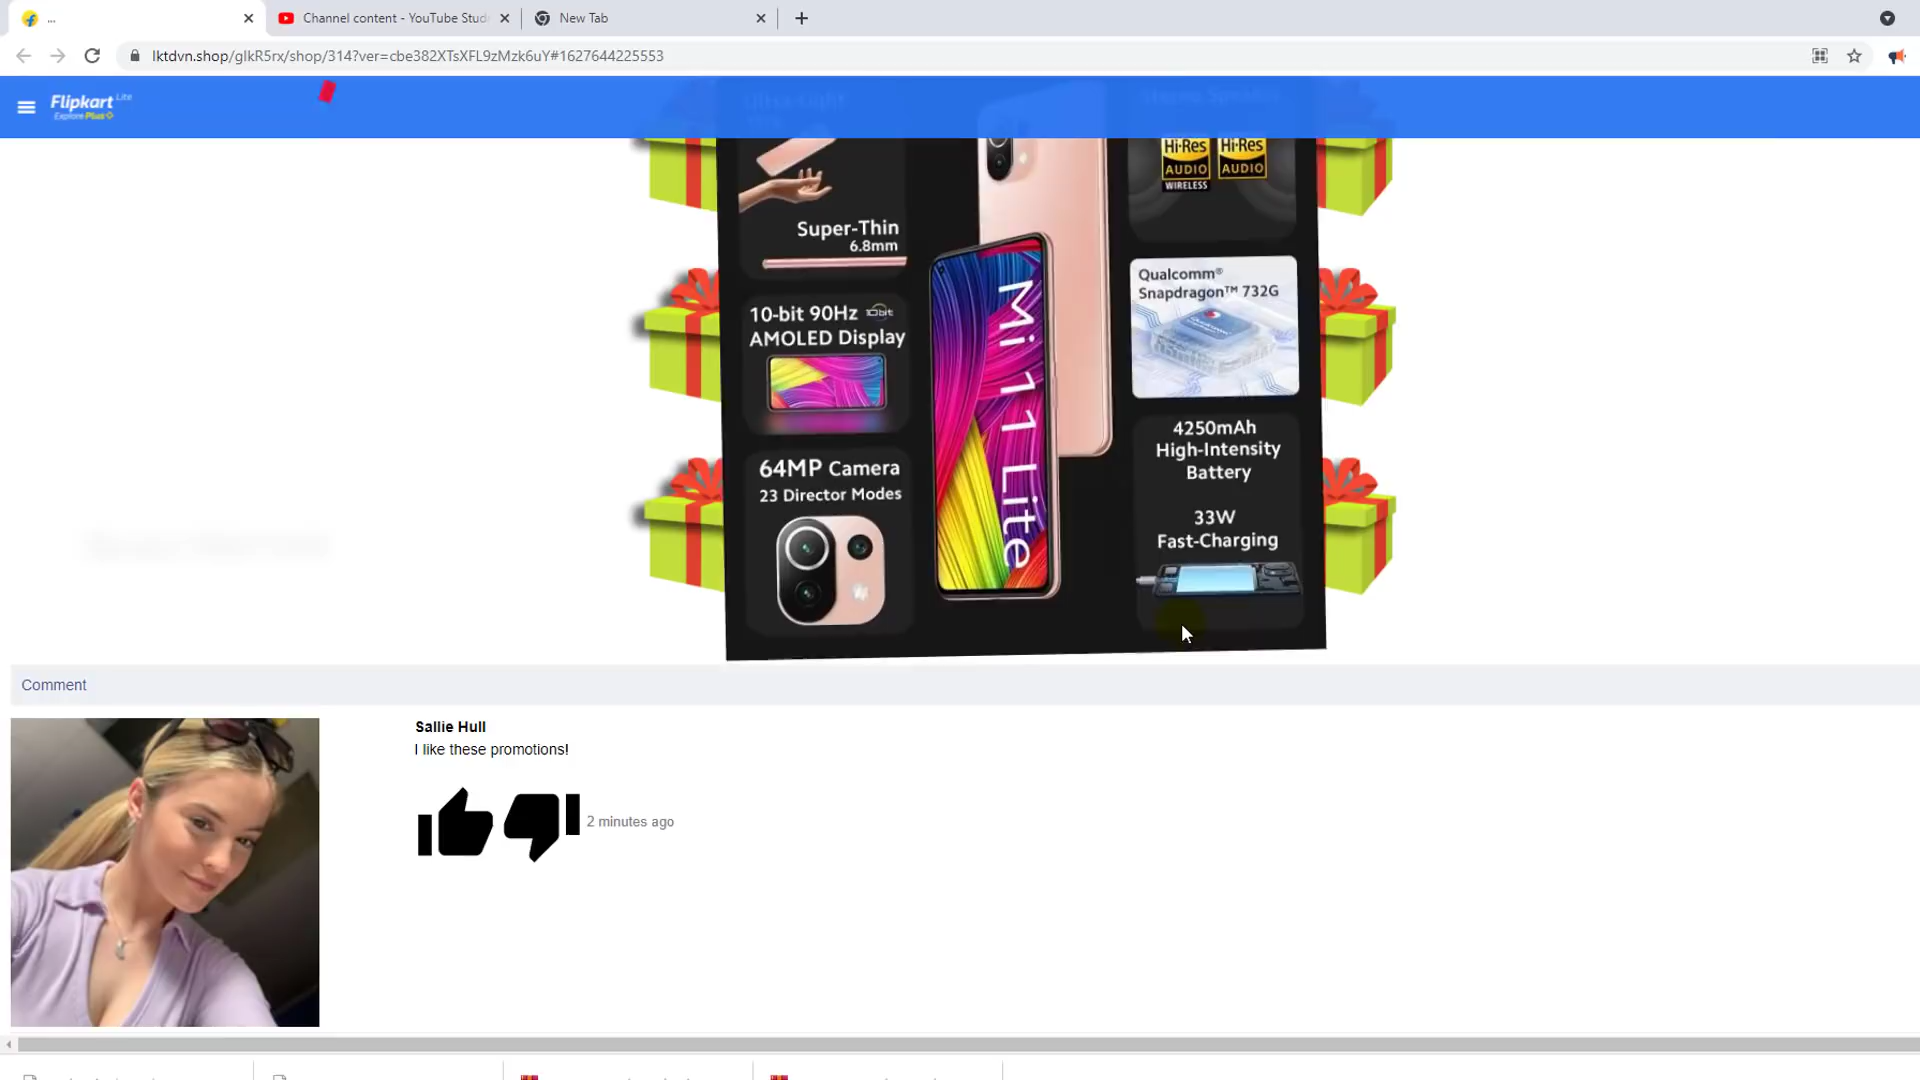 ...
Channel content - YouTube Stud
New Tab
lktdvn.shop/glkR5rx/shop/314?ver=cbe382XTsXFL9zMzk6uY#1627644225553
Flipkart Lite
Explore Plus
Hi-Res AUDIO WIRELESS
Hi-Res AUDIO
Super-Thin
6.8mm
Qualcomm®
Snapdragon™ 732G
10-bit 90Hz 10bit
AMOLED Display
Mi 11 Lite
4250mAh
High-Intensity
Battery
64MP Camera
23 Director Modes
33W
Fast-Charging
Comment
Sallie Hull
I like these promotions!
2 minutes ago